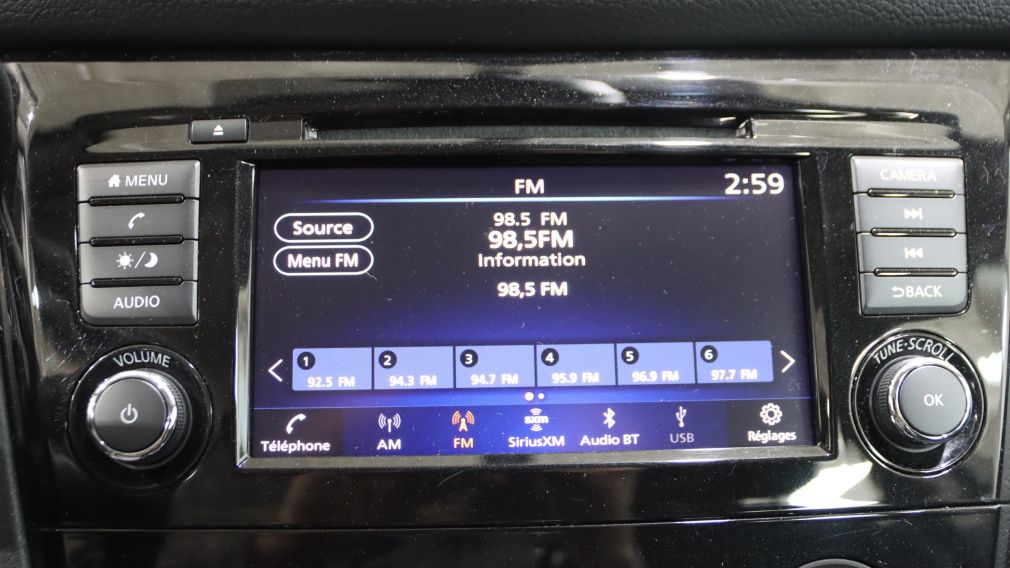 MENU
AUDIO
VOLUME
FM
2:59
Source
Menu FM
98.5 FM
98,5FM
Information
98,5 FM
1 92.5 FM
2 94.3 FM
3 94.7 FM
4 95.9 FM
5 96.9 FM
6 97.7 FM
Téléphone
AM
FM
SiriusXM
Audio BT
USB
Réglages
CAMERA
BACK
TUNE·SCROLL
OK